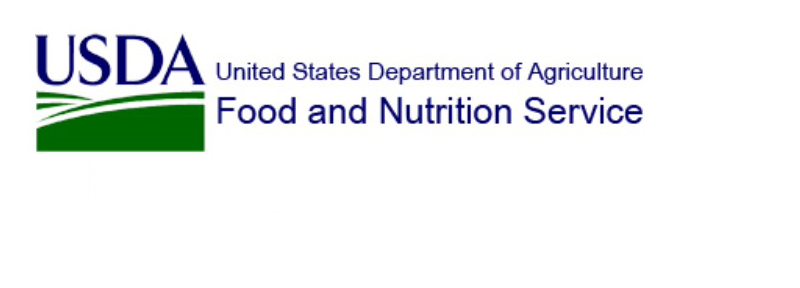 USDA
United States Department of Agriculture
Food and Nutrition Service